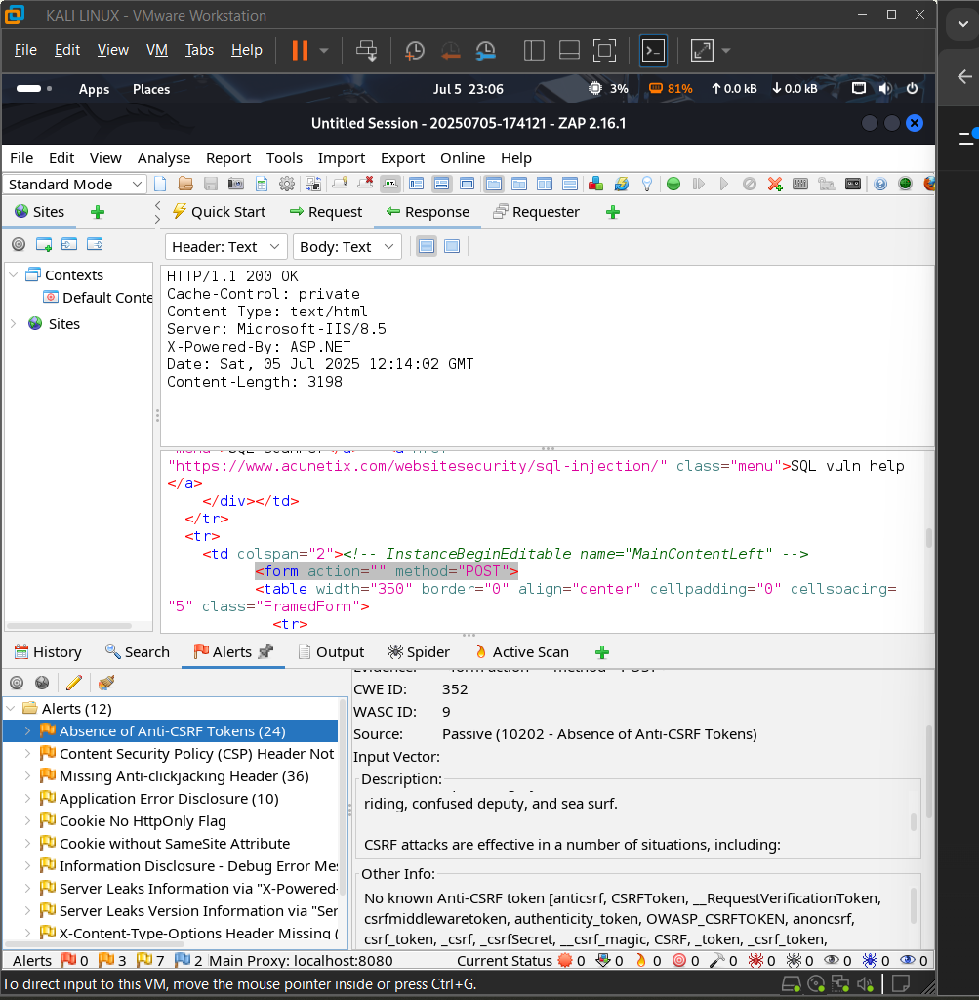 KALI LINUX - VMware Workstation
File Edit View VM Tabs Help
Apps Places Jul 5 23:06 3% 81% 0.0 kB 0.0 kB
Untitled Session - 20250705-174121 - ZAP 2.16.1
File Edit View Analyse Report Tools Import Export Online Help
Standard Mode
Sites Quick Start Request Response Requester
Header: Text Body: Text
Contexts
Default Conte
Sites
HTTP/1.1 200 OK
Cache-Control: private
Content-Type: text/html
Server: Microsoft-IIS/8.5
X-Powered-By: ASP.NET
Date: Sat, 05 Jul 2025 12:14:02 GMT
Content-Length: 3198
"https://www.acunetix.com/websitesecurity/sql-injection/" class="menu">SQL vuln help
</a>
</div></td>
</tr>
<tr>
<td colspan="2"><!-- InstanceBeginEditable name="MainContentLeft" -->
<form action="" method="POST">
<table width="350" border="0" align="center" cellpadding="0" cellspacing=
"5" class="FramedForm">
<tr>
History Search Alerts Output Spider Active Scan
Alerts (12)
Absence of Anti-CSRF Tokens (24)
Content Security Policy (CSP) Header Not
Missing Anti-clickjacking Header (36)
Application Error Disclosure (10)
Cookie No HttpOnly Flag
Cookie without SameSite Attribute
Information Disclosure - Debug Error Me
Server Leaks Information via "X-Powered-
Server Leaks Version Information via "Ser
X-Content-Type-Options Header Missing (
CWE ID: 352
WASC ID: 9
Source: Passive (10202 - Absence of Anti-CSRF Tokens)
Input Vector:
Description:
riding, confused deputy, and sea surf.
CSRF attacks are effective in a number of situations, including:
Other Info:
No known Anti-CSRF token [anticsrf, CSRFToken, __RequestVerificationToken,
csrfmiddlewaretoken, authenticity_token, OWASP_CSRFTOKEN, anoncsrf,
csrf_token, _csrf, _csrfSecret, __csrf_magic, CSRF, _token, _csrf_token,
Alerts 0 3 7 2 Main Proxy: localhost:8080 Current Status 0 0 0 0 0 0 0 0 0 0
To direct input to this VM, move the mouse pointer inside or press Ctrl+G.